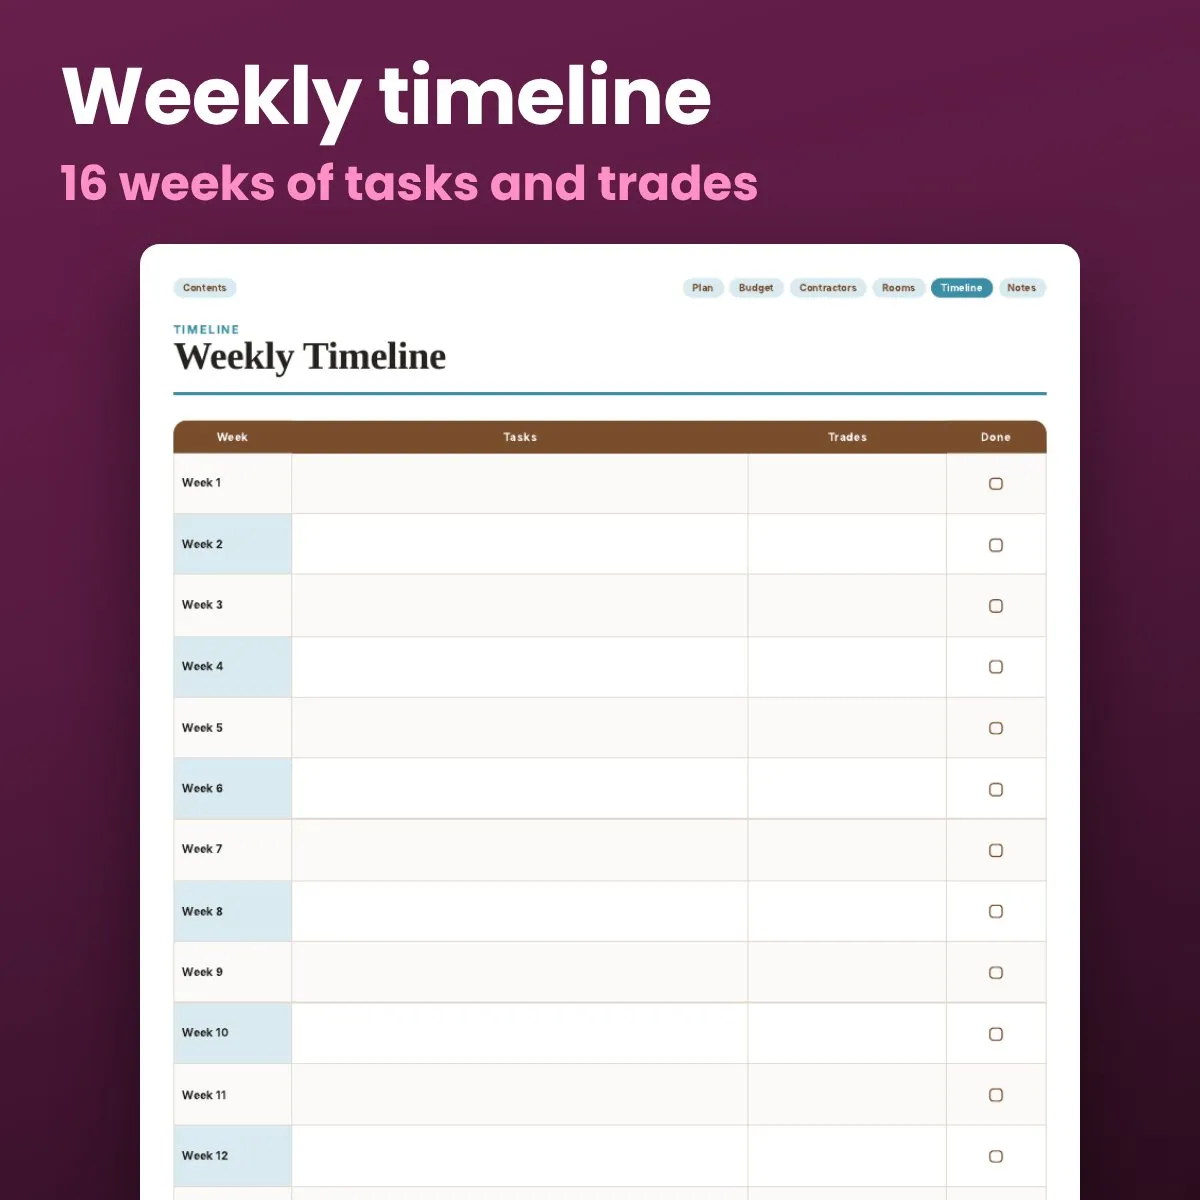 Weekly timeline
16 weeks of tasks and trades
Contents Plan Budget Contractors Rooms Timeline Notes
TIMELINE
Weekly Timeline
Week Tasks Trades Done
Week 1
Week 2
Week 3
Week 4
Week 5
Week 6
Week 7
Week 8
Week 9
Week 10
Week 11
Week 12